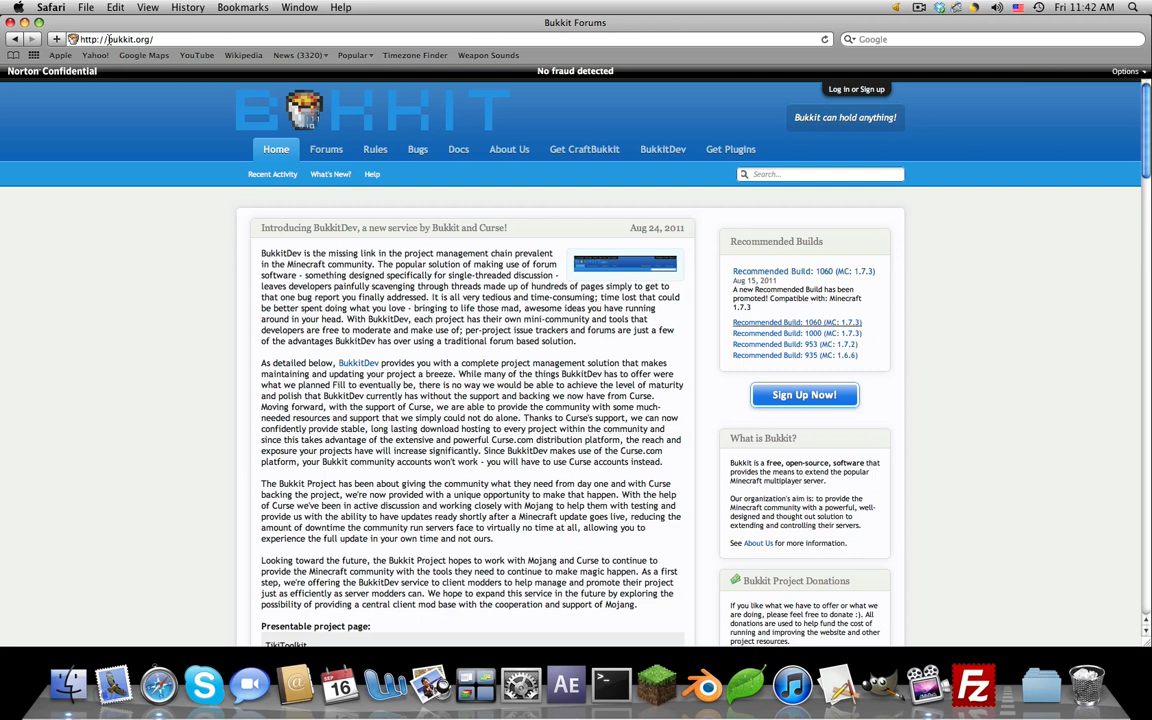 Safari File Edit View History Bookmarks Window Help Fri 11:42 AM
Bukkit Forums
http://bukkit.org/ Google
Apple Yahoo! Google Maps YouTube Wikipedia News (3320) Popular Timezone Finder Weapon Sounds
Norton Confidential No fraud detected Options
Log in or Sign up
BUKKIT
Bukkit can hold anything!
Home Forums Rules Bugs Docs About Us Get CraftBukkit BukkitDev Get Plugins
Recent Activity What's New? Help Search...
Introducing BukkitDev, a new service by Bukkit and Curse! Aug 24, 2011
BukkitDev is the missing link in the project management chain prevalent
in the Minecraft community. The popular solution of making use of forum
software - something designed specifically for single-threaded discussion -
leaves developers painfully scavenging through threads made up of hundreds of pages simply to get to
that one bug report you finally addressed. It is all very tedious and time-consuming; time lost that could
be better spent doing what you love - bringing to life those mad, awesome ideas you have running
around in your head. With BukkitDev, each project has their own mini-community and tools that
developers are free to moderate and make use of; per-project issue trackers and forums are just a few
of the advantages BukkitDev has over using a traditional forum based solution.
As detailed below, BukkitDev provides you with a complete project management solution that makes
maintaining and updating your project a breeze. While many of the things BukkitDev has to offer were
what we planned Fill to eventually be, there is no way we would be able to achieve the level of maturity
and polish that BukkitDev currently has without the support and backing we now have from Curse.
Moving forward, with the support of Curse, we are able to provide the community with some much-
needed resources and support that we simply could not do alone. Thanks to Curse's support, we can now
confidently provide stable, long lasting download hosting to every project within the community and
since this takes advantage of the extensive and powerful Curse.com distribution platform, the reach and
exposure your projects have will increase significantly. Since BukkitDev makes use of the Curse.com
platform, your Bukkit community accounts won't work - you will have to use Curse accounts instead.
The Bukkit Project has been about giving the community what they need from day one and with Curse
backing the project, we're now provided with a unique opportunity to make that happen. With the help
of Curse we've been in active discussion and working closely with Mojang to help them with testing and
provide us with the ability to have updates ready shortly after a Minecraft update goes live, reducing the
amount of downtime the community run servers face to virtually no time at all, allowing you to
experience the full update in your own time and not ours.
Looking toward the future, the Bukkit Project hopes to work with Mojang and Curse to continue to
provide the Minecraft community with the tools they need to continue to make magic happen. As a first
step, we're offering the BukkitDev service to client modders to help manage and promote their project
just as efficiently as server modders can. We hope to expand this service in the future by exploring the
possibility of providing a central client mod base with the cooperation and support of Mojang.
Presentable project page:
TikiToolkit
Recommended Builds
Recommended Build: 1060 (MC: 1.7.3)
Aug 15, 2011
A new Recommended Build has been
promoted! Compatible with: Minecraft
1.7.3
Recommended Build: 1060 (MC: 1.7.3)
Recommended Build: 1000 (MC: 1.7.3)
Recommended Build: 953 (MC: 1.7.2)
Recommended Build: 935 (MC: 1.6.6)
Sign Up Now!
What is Bukkit?
Bukkit is a free, open-source, software that
provides the means to extend the popular
Minecraft multiplayer server.
Our organization's aim is: to provide the
Minecraft community with a powerful, well-
designed and thought out solution to
extending and controlling their servers.
See About Us for more information.
Bukkit Project Donations
If you like what we have to offer or what we
are doing, please feel free to donate :). All
donations are used to help fund the cost of
running and improving the website and other
project resources.
SEP
16
AE
Fz